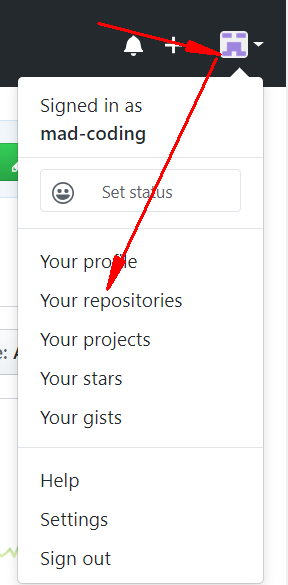 Signed in as
mad-coding
Set status
Your profile
Your repositories
Your projects
Your stars
Your gists
Help
Settings
Sign out